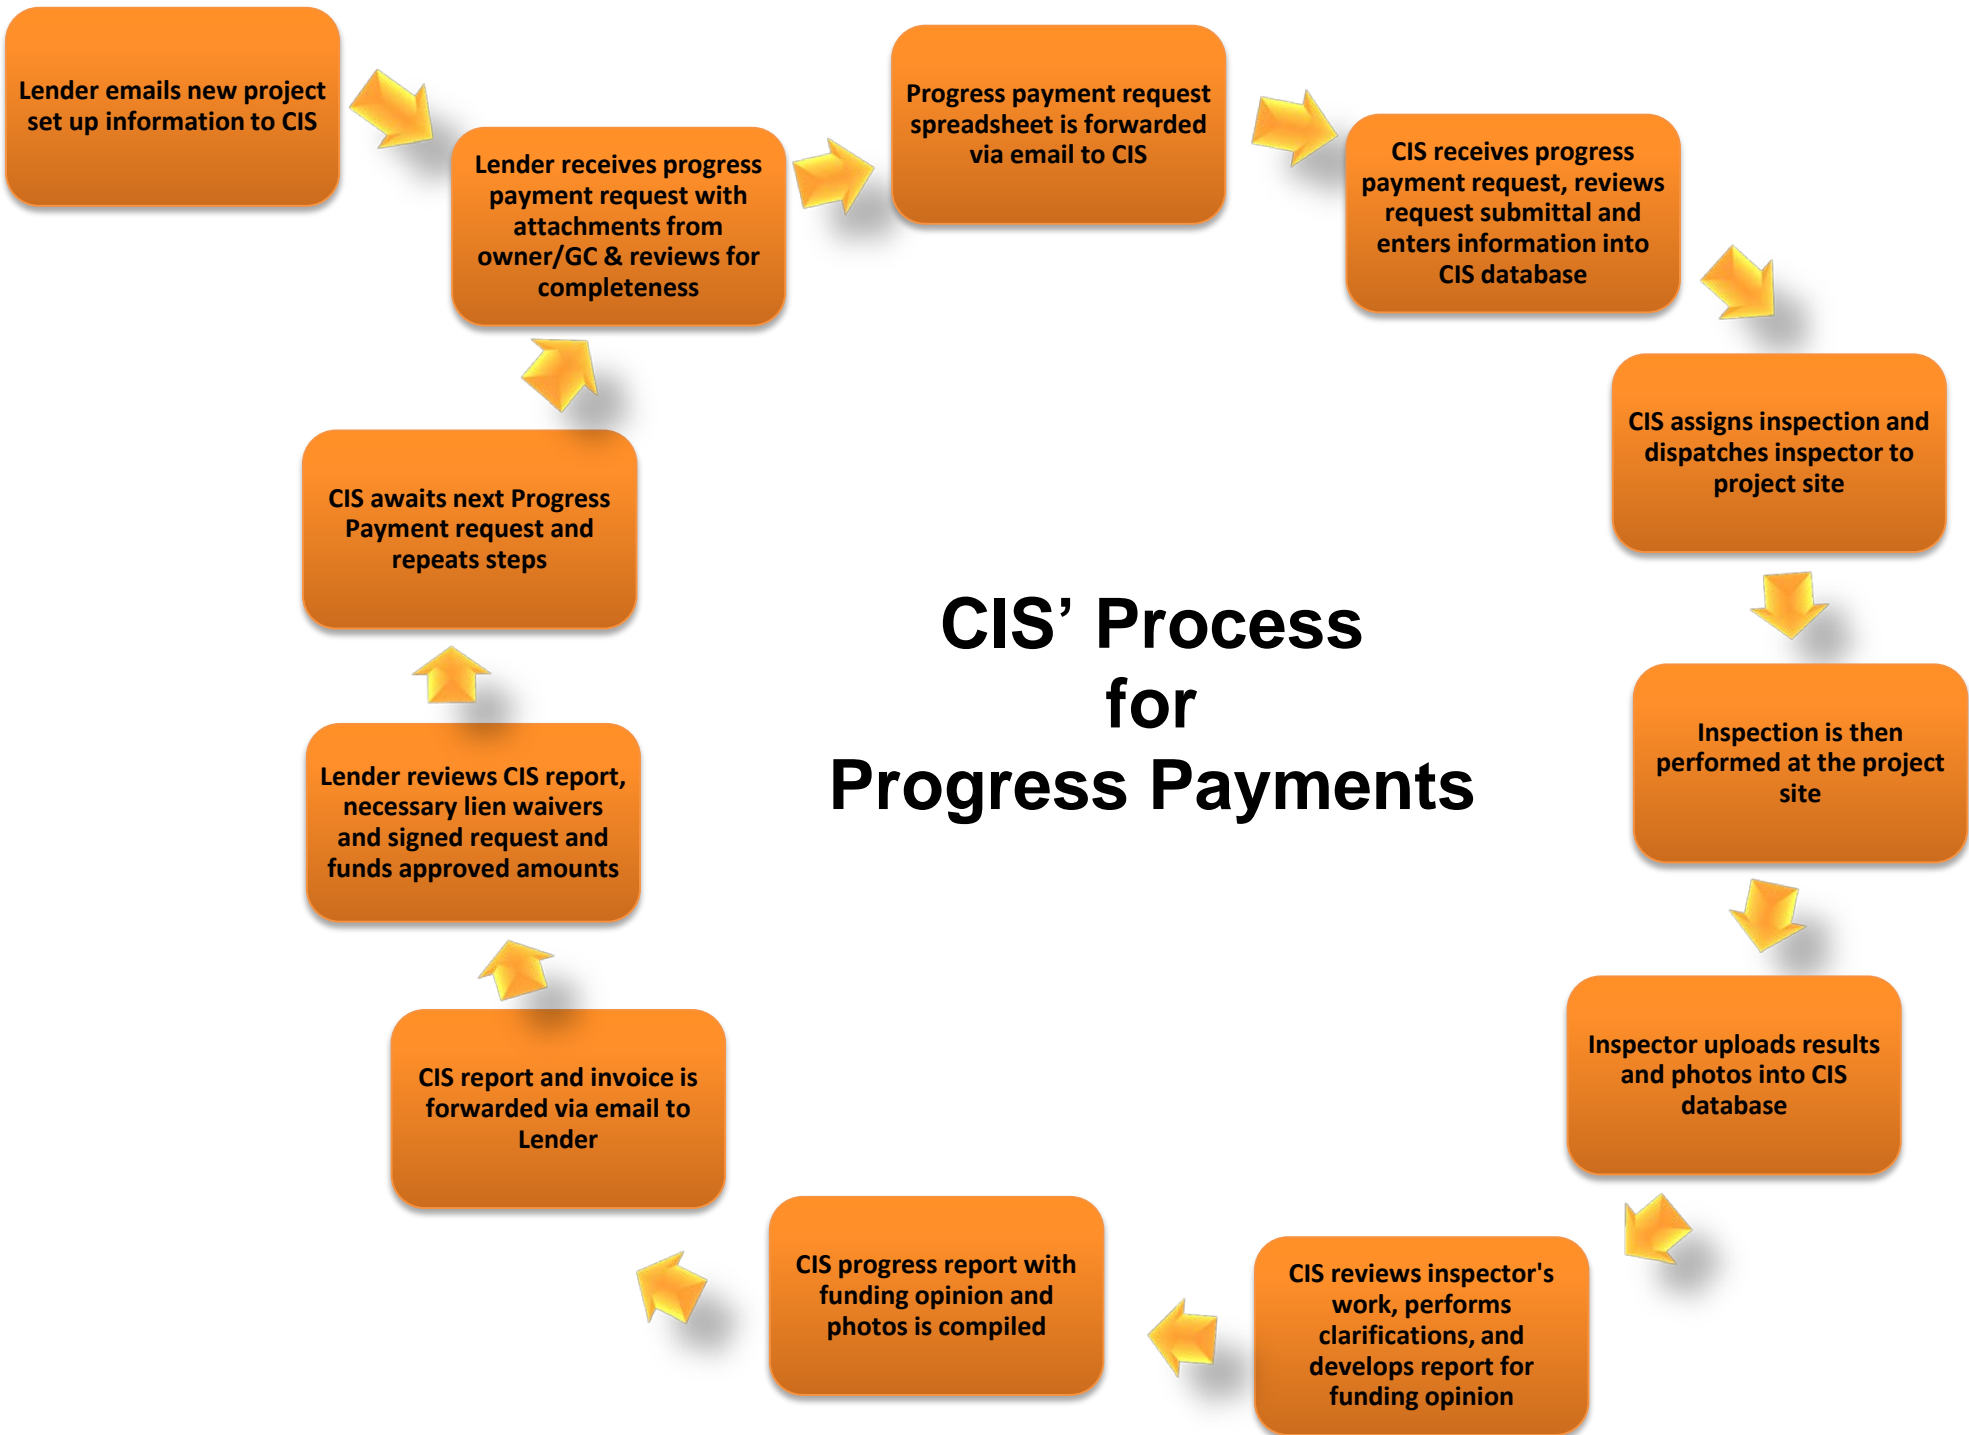 Lender emails new project
set up information to CIS
Lender receives progress
payment request with
attachments from
owner/GC & reviews for
completeness
Progress payment request
spreadsheet is forwarded
via email to CIS
CIS receives progress
payment request, reviews
request submittal and
enters information into
CIS database
CIS assigns inspection and
dispatches inspector to
project site
Inspection is then
performed at the project
site
Inspector uploads results
and photos into CIS
database
CIS reviews inspector's
work, performs
clarifications, and
develops report for
funding opinion
CIS progress report with
funding opinion and
photos is compiled
CIS report and invoice is
forwarded via email to
Lender
Lender reviews CIS report,
necessary lien waivers
and signed request and
funds approved amounts
CIS awaits next Progress
Payment request and
repeats steps
CIS’ Process
for
Progress Payments